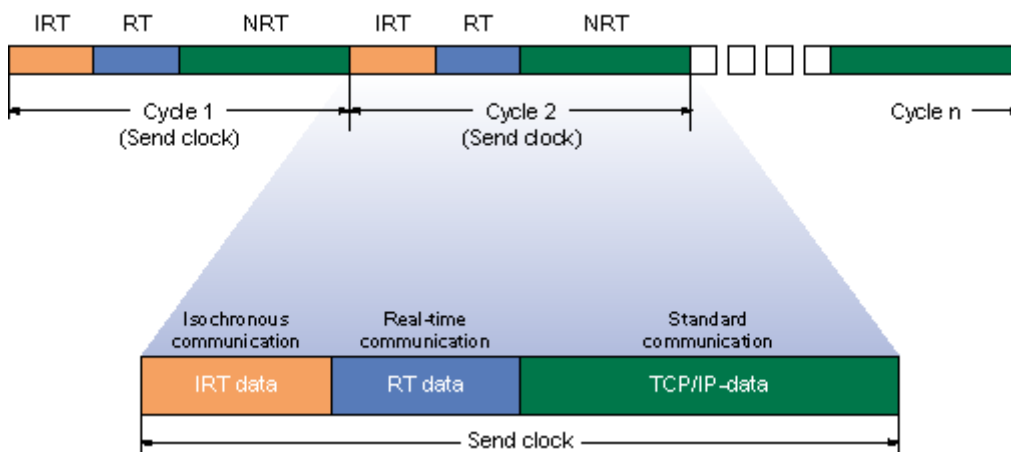 IRT RT NRT IRT RT NRT
Cycle 1
(Send clock)
Cycle 2
(Send clock)
Cycle n
Isochronous
communication
Real-time
communication
Standard
communication
IRT data
RT data
TCP/IP-data
Send clock